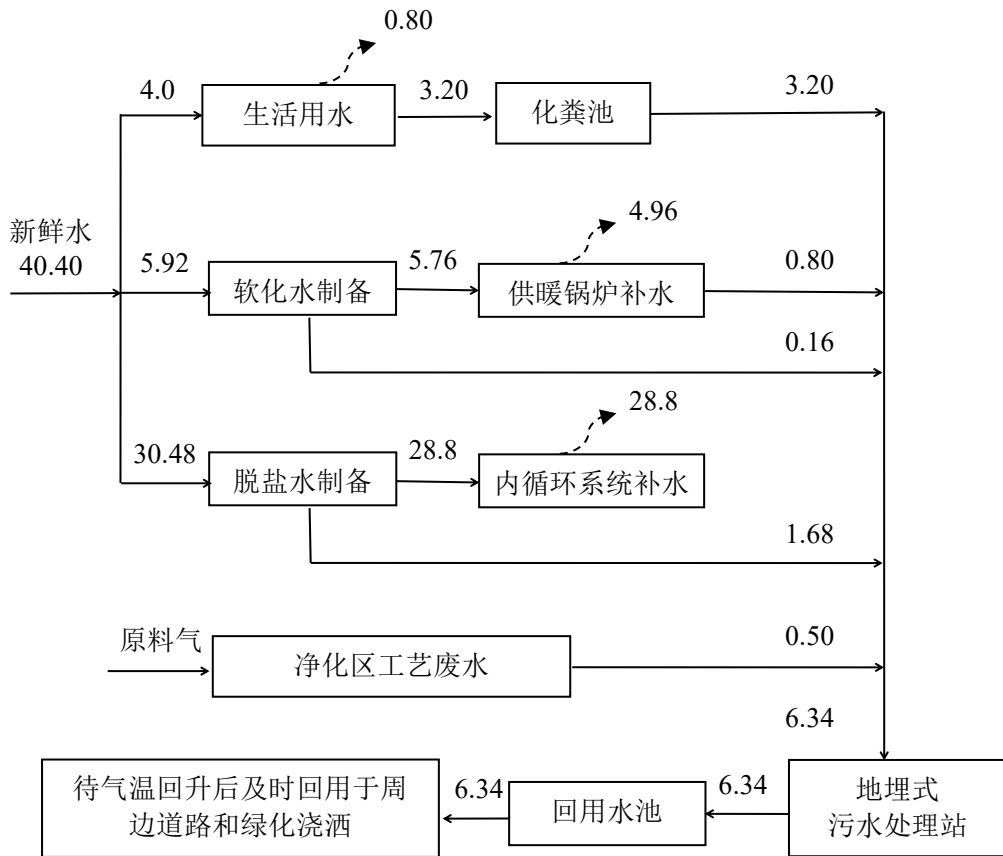 0.80
4.0
生活用水
3.20
化粪池
3.20
新鲜水
40.40
4.96
5.92
软化水制备
5.76
供暖锅炉补水
0.80
0.16
28.8
30.48
脱盐水制备
28.8
内循环系统补水
1.68
原料气
净化区工艺废水
0.50
6.34
待气温回升后及时回用于周
边道路和绿化浇洒
6.34
回用水池
6.34
地埋式
污水处理站